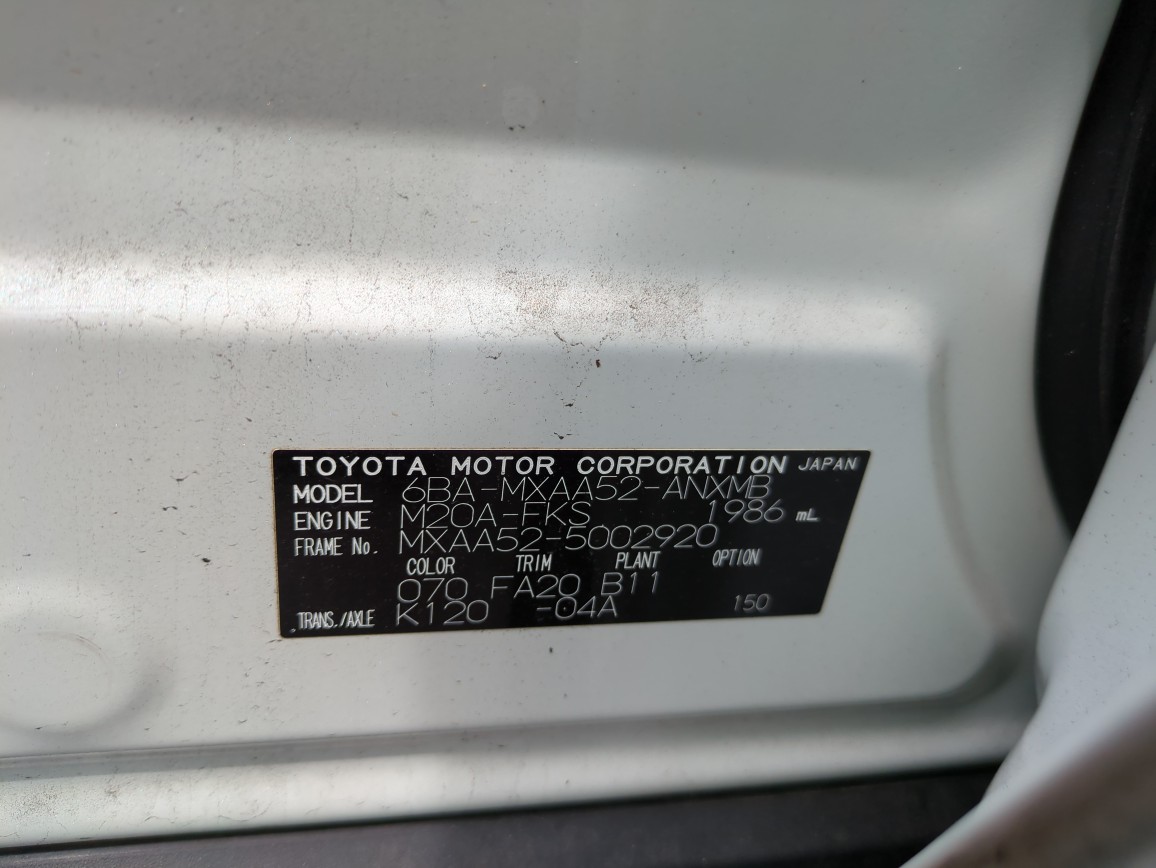 TOYOTA MOTOR CORPORATION JAPAN
MODEL 6BA-MXAA52-ANXMB
ENGINE M20A-FKS 1986 mL
FRAME No. MXAA52-5002920
COLOR TRIM PLANT OPTION
070 FA20 B11
TRANS./AXLE K120 -04A 150